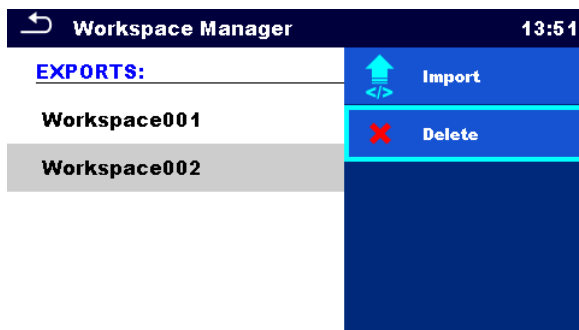 Workspace Manager 13:51
EXPORTS:
Import
</>
Workspace001
Delete
Workspace002